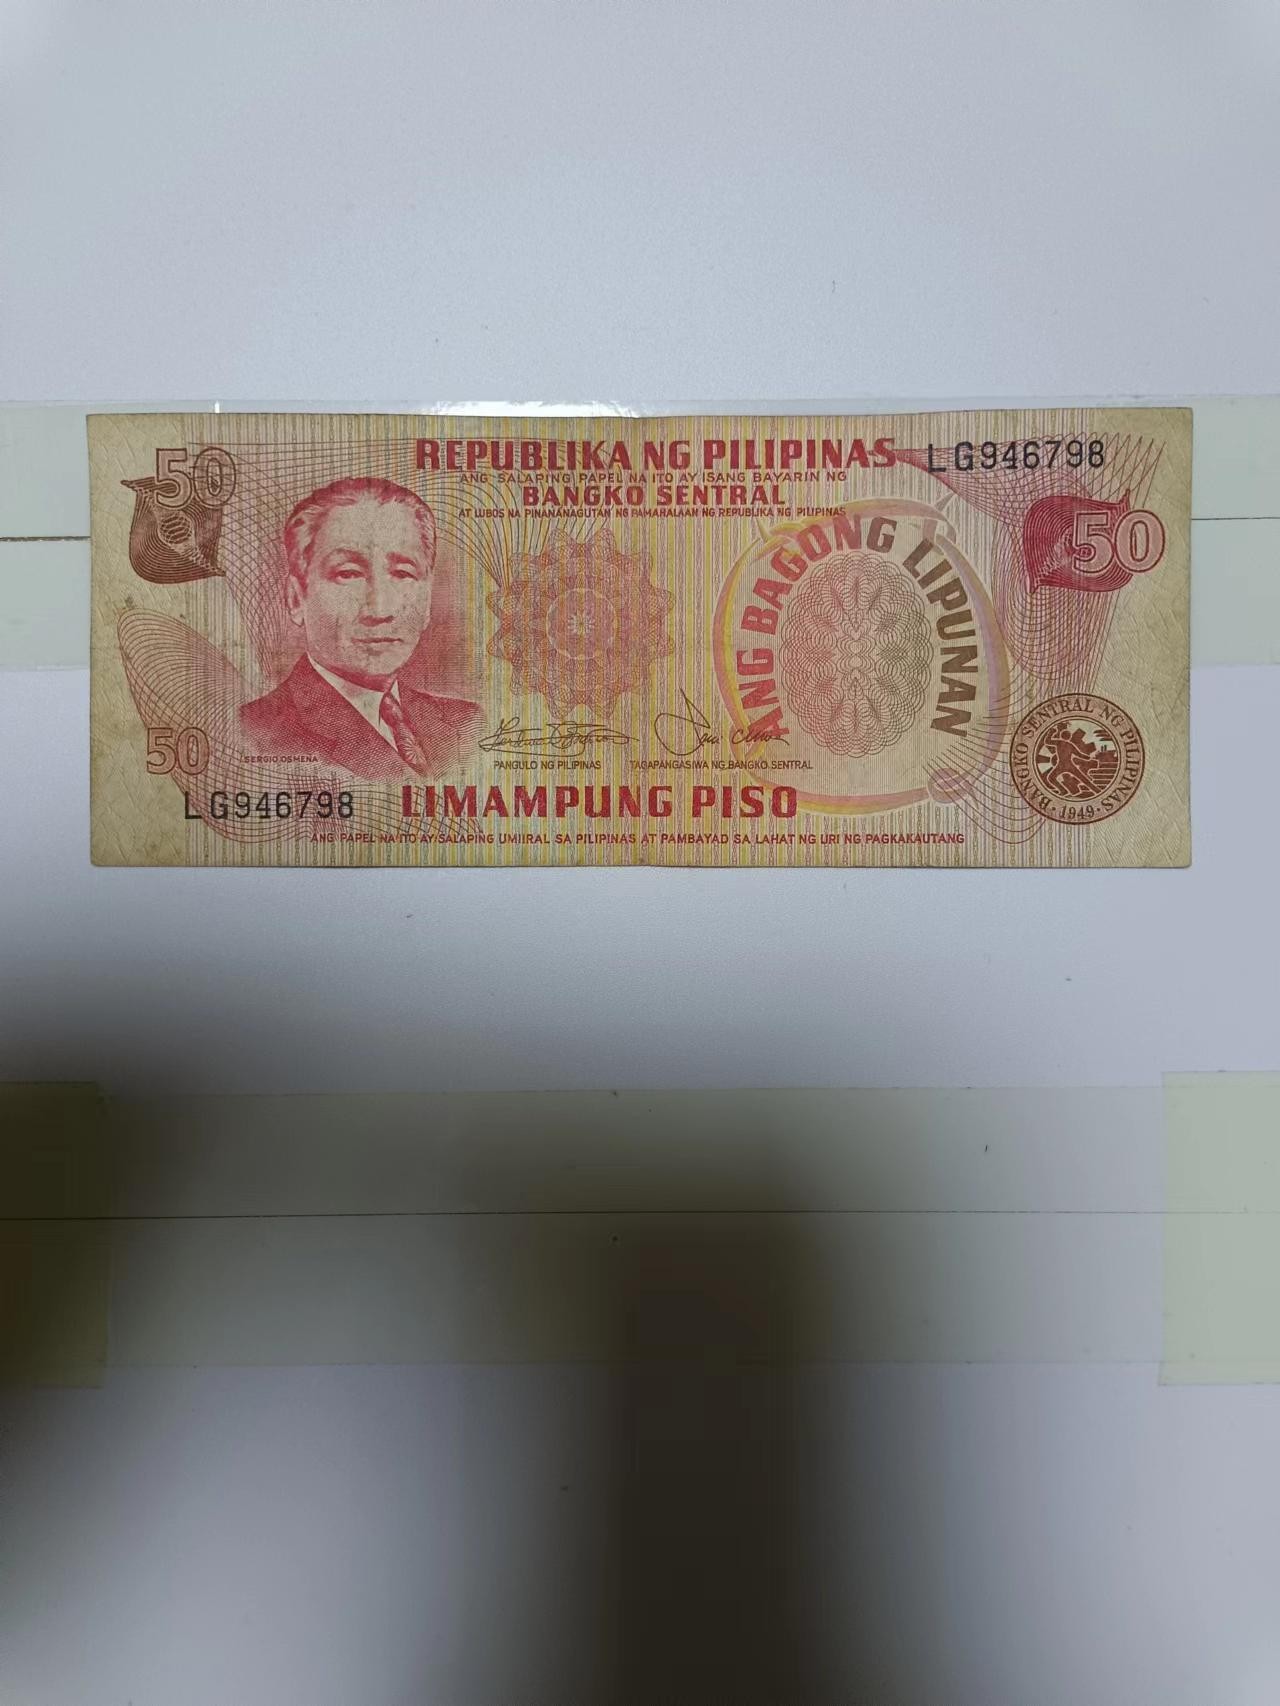 REPUBLIKA NG PILIPINAS
LG946798
50
ANG SALAPING PAPEL NA ITO AY ISANG BAYARIN NG
BANGKO SENTRAL
AT LUBOS NA PINANANAGUTAN NG PAMAHALAAN NG REPUBLIKA NG PILIPINAS
50
ANG BAGONG LIPUNAN
50
SERGIO OSMEÑA
PANGULO NG PILIPINAS
TAGAPANGASIWA NG BANGKO SENTRAL
BANGKO SENTRAL NG PILIPINAS
·1949·
LG946798
LIMAMPUNG PISO
ANG PAPEL NA ITO AY SALAPING UMIIRAL SA PILIPINAS AT PAMBAYAD SA LAHAT NG URI NG PAGKAKAUTANG